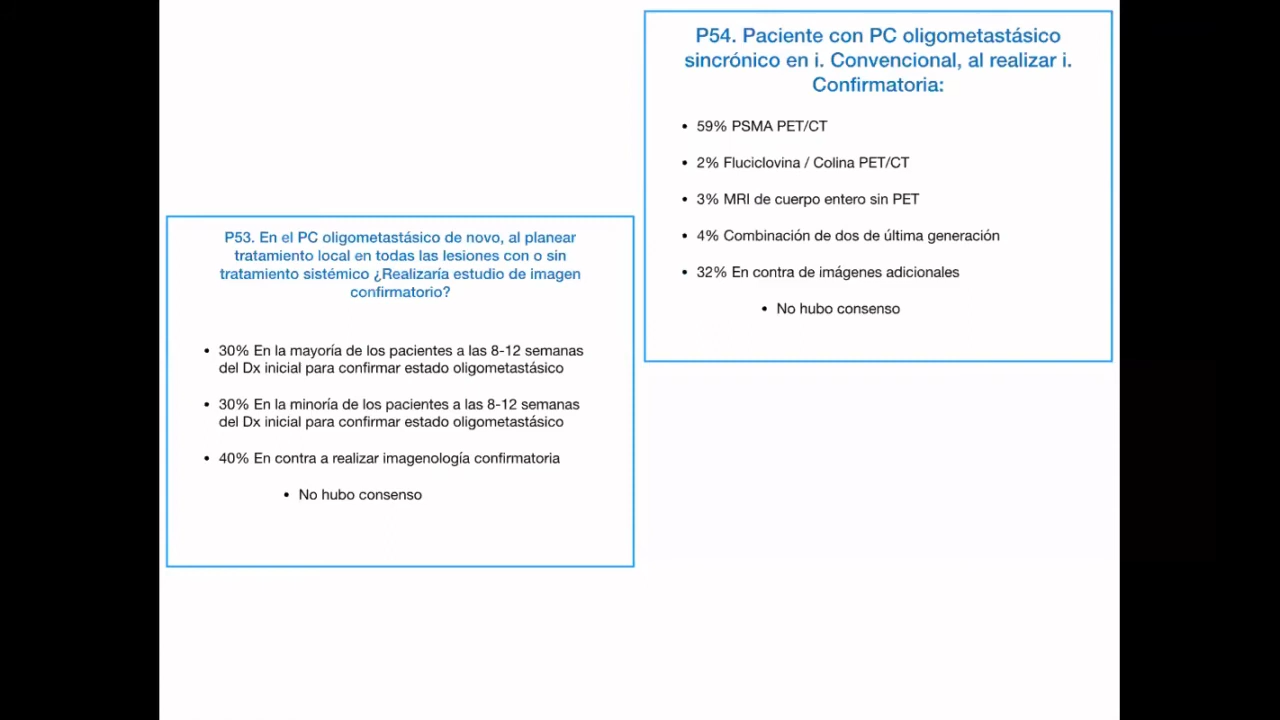 P54. Paciente con PC oligometastásico
sincrónico en i. Convencional, al realizar i.
Confirmatoria:
• 59% PSMA PET/CT
• 2% Fluciclovina / Colina PET/CT
• 3% MRI de cuerpo entero sin PET
• 4% Combinación de dos de última generación
• 32% En contra de imágenes adicionales
• No hubo consenso
P53. En el PC oligometastásico de novo, al planear
tratamiento local en todas las lesiones con o sin
tratamiento sistémico ¿Realizaría estudio de imagen
confirmatorio?
• 30% En la mayoría de los pacientes a las 8-12 semanas
del Dx inicial para confirmar estado oligometastásico
• 30% En la minoría de los pacientes a las 8-12 semanas
del Dx inicial para confirmar estado oligometastásico
• 40% En contra a realizar imagenología confirmatoria
• No hubo consenso